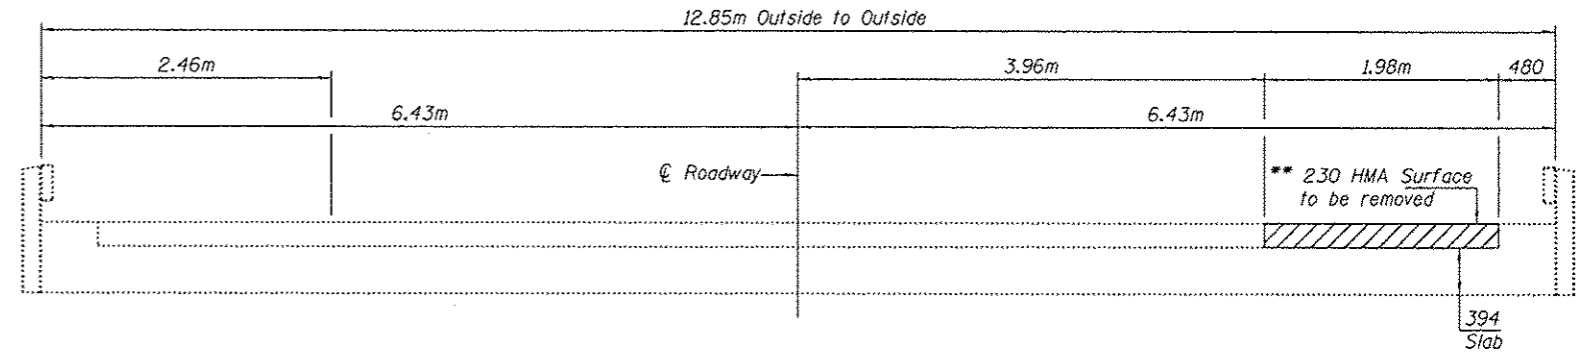 12.85m Outside to Outside
2.46m
3.96m
1.98m
480
6.43m
6.43m
℄ Roadway
** 230 HMA Surface
to be removed
394
Slab